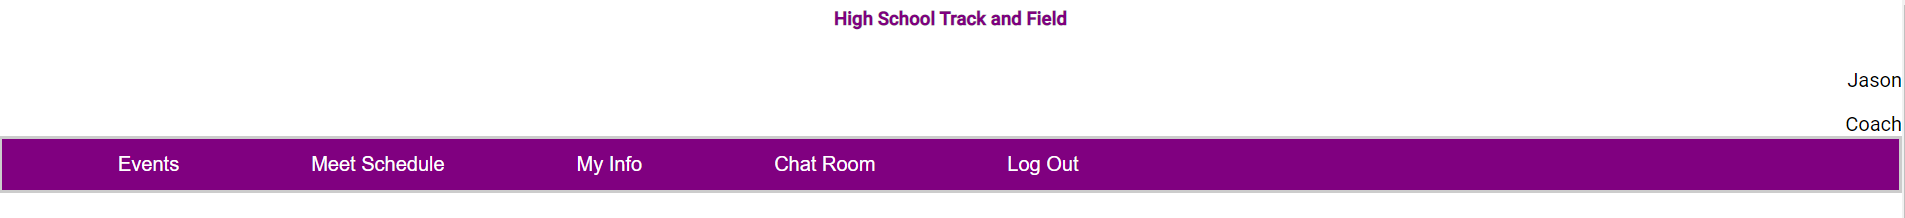 High School Track and Field
Jason
Coach
Events Meet Schedule My Info Chat Room Log Out